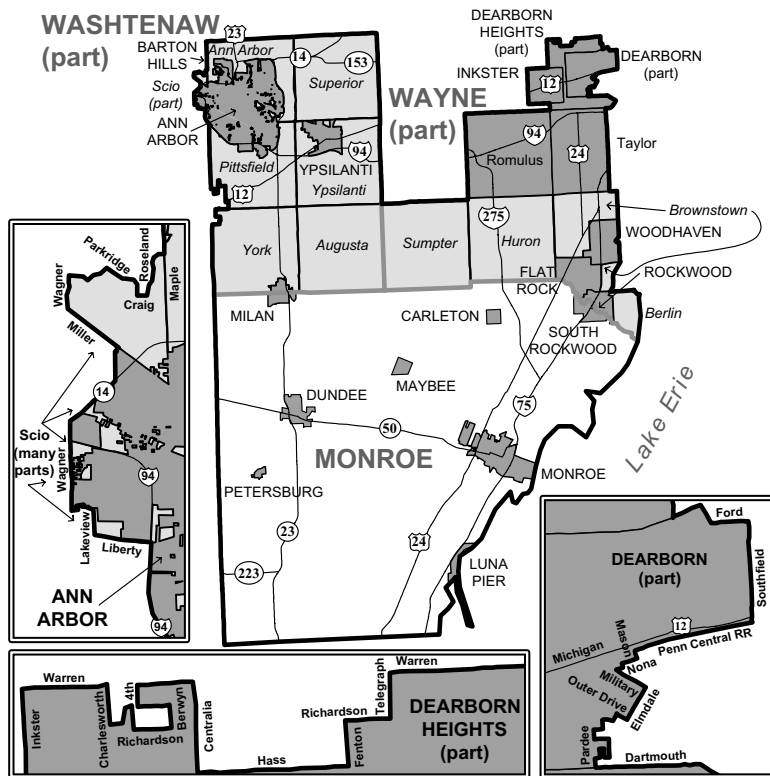 WASHTENAW
(part)
23
Ann Arbor
BARTON
HILLS
Scio
(part)
ANN
ARBOR
14
153
Superior
Pittsfield
YPSILANTI
Ypsilanti
94
12
WAYNE
(part)
DEARBORN
HEIGHTS
(part)
INKSTER
DEARBORN
(part)
12
94
Romulus
24
Taylor
275
York
Augusta
Sumpter
Huron
Brownstown
WOODHAVEN
FLAT
ROCK
ROCKWOOD
Berlin
SOUTH
ROCKWOOD
MILAN
CARLETON
MAYBEE
DUNDEE
75
50
MONROE
MONROE
Lake Erie
PETERSBURG
23
24
223
LUNA
PIER
Parkridge
Roseland
Wagner
Maple
Craig
Miller
14
Scio
(many
parts)
Wagner
94
Lakeview
Liberty
ANN
ARBOR
94
Warren
Inkster
Charlesworth
4th
Berwyn
Richardson
Centralia
Hass
Richardson
Fenton
Telegraph
Warren
DEARBORN
HEIGHTS
(part)
Ford
DEARBORN
(part)
Southfield
12
Michigan
Mason
Penn Central RR
Nona
Military
Outer Drive
Elmdale
Pardee
Dartmouth